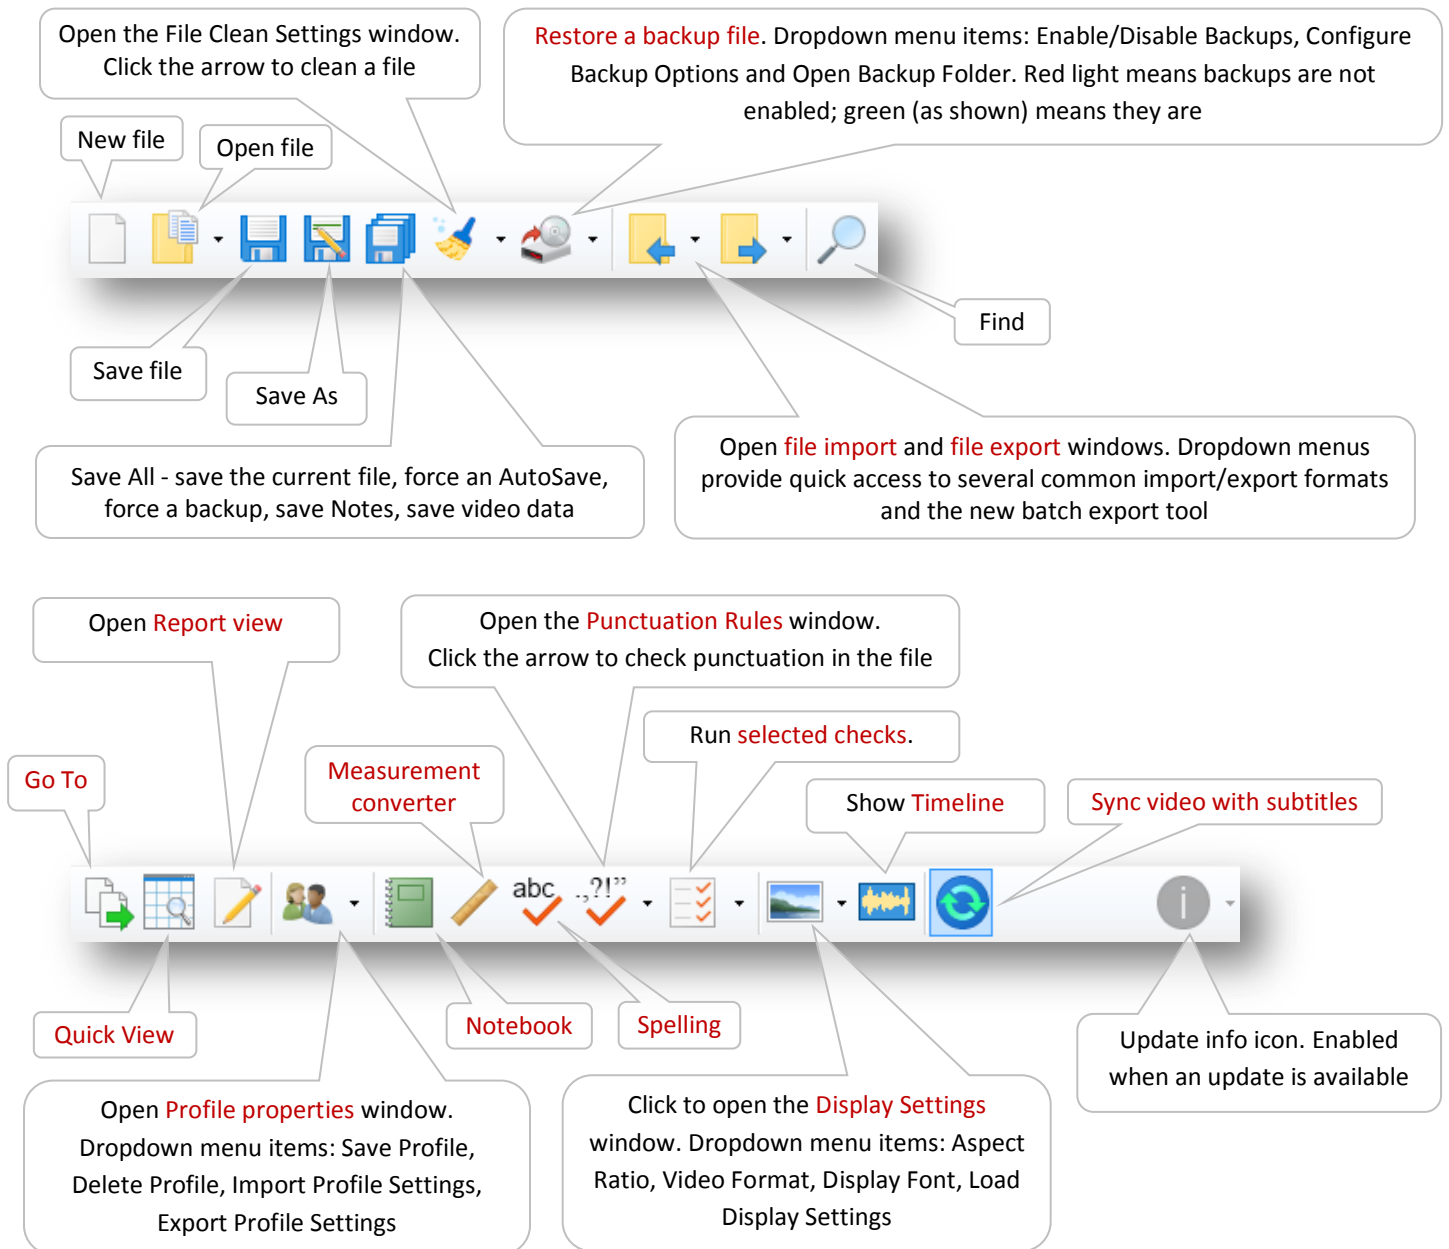 Open the File Clean Settings window.
Click the arrow to clean a file
Restore a backup file. Dropdown menu items: Enable/Disable Backups, Configure
Backup Options and Open Backup Folder. Red light means backups are not
enabled; green (as shown) means they are
New file
Open file
Find
Save file
Save As
Save All - save the current file, force an AutoSave,
force a backup, save Notes, save video data
Open file import and file export windows. Dropdown menus
provide quick access to several common import/export formats
and the new batch export tool
Open Report view
Open the Punctuation Rules window.
Click the arrow to check punctuation in the file
Run selected checks.
Go To
Measurement
converter
Show Timeline
Sync video with subtitles
abc
.,?!”
i
Quick View
Notebook
Spelling
Update info icon. Enabled
when an update is available
Open Profile properties window.
Dropdown menu items: Save Profile,
Delete Profile, Import Profile Settings,
Export Profile Settings
Click to open the Display Settings
window. Dropdown menu items: Aspect
Ratio, Video Format, Display Font, Load
Display Settings